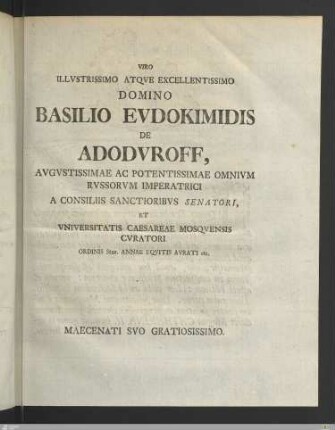 VIRO
ILLVSTRISSIMO ATQVE EXCELLENTISSIMO
DOMINO
BASILIO EVDOKIMIDIS
DE
ADODVROFF,
AVGVSTISSIMAE AC POTENTISSIMAE OMNIVM
RVSSORVM IMPERATRICI
A CONSILIIS SANCTIORIBVS SENATORI,
ET
VNIVERSITATIS CAESAREAE MOSQVENSIS
CVRATORI
ORDINIS Stae. ANNAE EQVITI AVRATI etc.
MAECENATI SVO GRATIOSISSIMO.